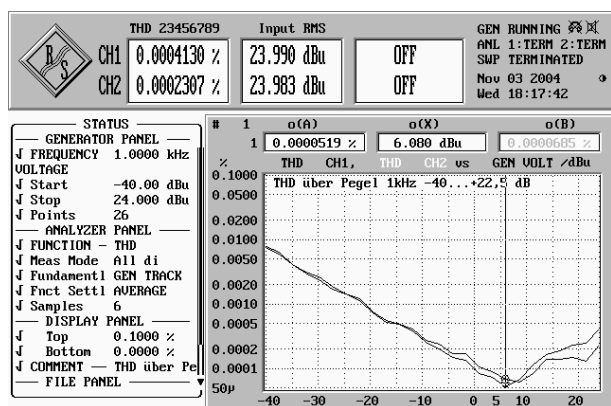 THD 23456789 Input RMS
CH1 0.0004130 % 23.990 dBu OFF
CH2 0.0002307 % 23.983 dBu OFF
R S
GEN RUNNING
ANL 1:TERM 2:TERM
SWP TERMINATED
Nov 03 2004
Wed 18:17:42
STATUS
GENERATOR PANEL
FREQUENCY 1.0000 kHz
VOLTAGE
Start -40.00 dBu
Stop 24.000 dBu
Points 26
ANALYZER PANEL
FUNCTION - THD
Meas Mode All di
Fundamentl GEN TRACK
Fnct Settl AVERAGE
Samples 6
DISPLAY PANEL
Top 0.1000 %
Bottom 0.0000 %
COMMENT — THD über Pe
FILE PANEL
# 1 o(A) o(X) o(B)
1 0.0000519 % 6.080 dBu 0.0000685 %
% THD CH1, THD CH2 vs GEN VOLT /dBu
THD über Pegel 1kHz -40...+22,5 dB
0.1000
0.0500
0.0200
0.0100
0.0050
0.0020
0.0010
0.0005
0.0002
0.0001
50µ
-40 -30 -20 -10 0 5 10 20